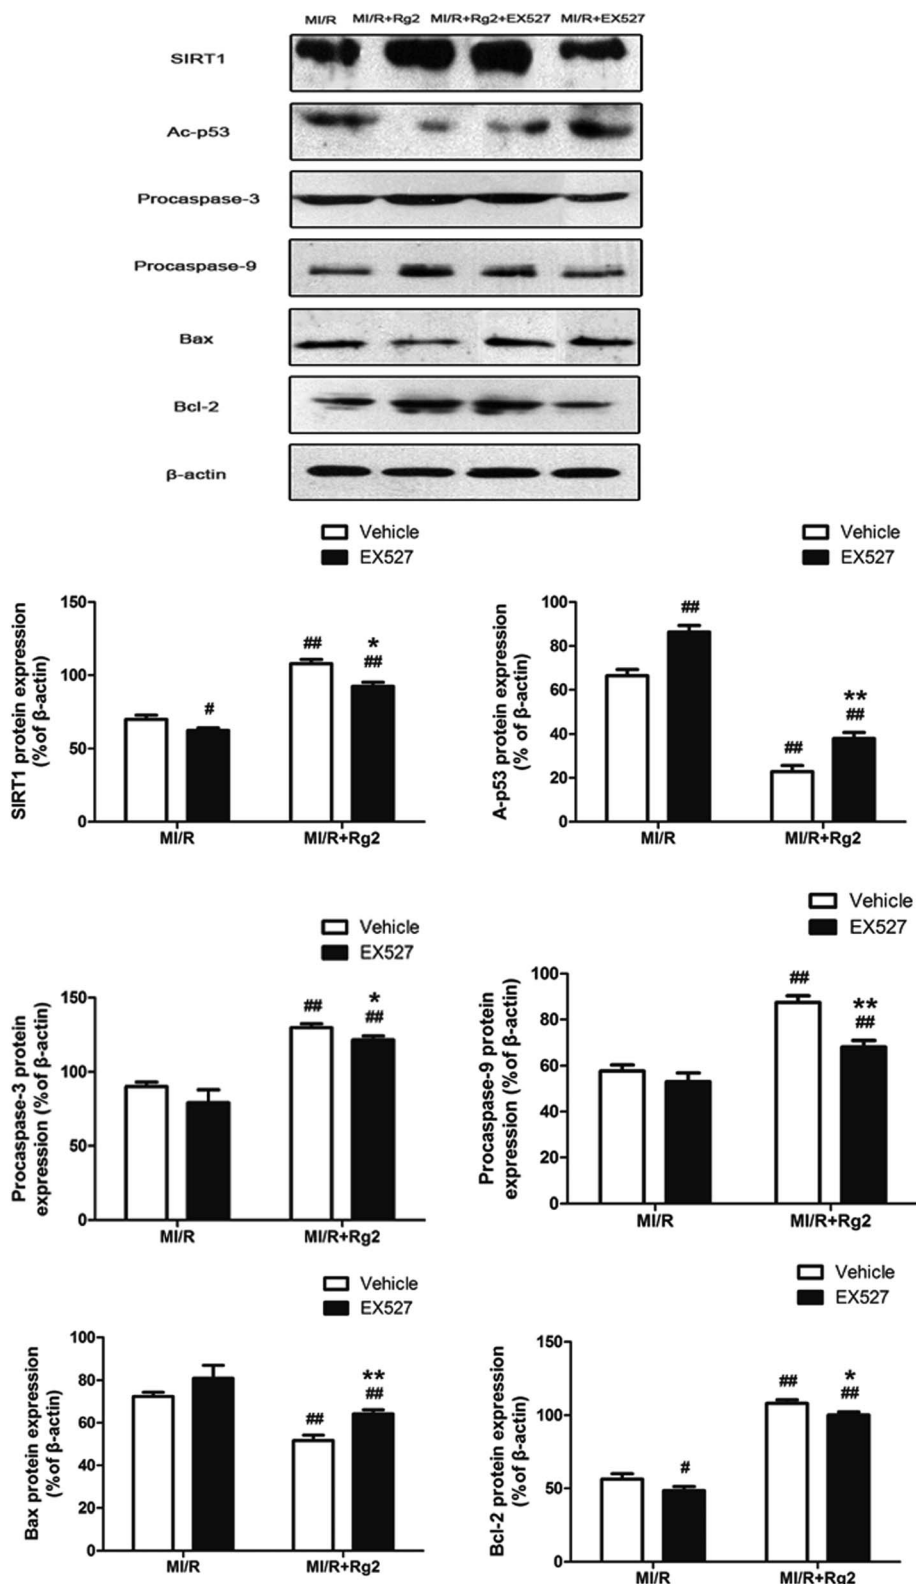 MI/R MI/R+Rg2 MI/R+Rg2+EX527 MI/R+EX527
SIRT1
Ac-p53
Procaspase-3
Procaspase-9
Bax
Bcl-2
β-actin
Vehicle
EX527
SIRT1 protein expression
(%of β-actin)
150
100
50
0
#
##
*
##
MI/R MI/R+Rg2
Vehicle
EX527
A-p53 protein expression
(% of β-actin)
100
80
60
40
20
0
##
##
**
##
MI/R MI/R+Rg2
Vehicle
EX527
Procaspase-3 protein
expression (%of β-actin)
150
100
50
0
##
*
##
MI/R MI/R+Rg2
Vehicle
EX527
Procaspase-9 protein
expression (%of β-actin)
100
80
60
40
20
0
##
**
##
MI/R MI/R+Rg2
Vehicle
EX527
Bax protein expression
(%of β-actin)
100
80
60
40
20
0
##
**
##
MI/R MI/R+Rg2
Vehicle
EX527
Bcl-2 protein expression
(%of β-actin)
150
100
50
0
#
##
*
##
MI/R MI/R+Rg2